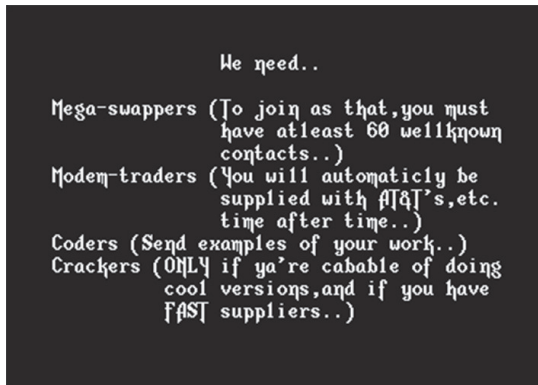 We need..
Mega-swappers (To join as that,you must
have atleast 60 wellknown
contacts..)
Modem-traders (You will automaticly be
supplied with AT&T's,etc.
time after time..)
Coders (Send examples of your work..)
Crackers (ONLY if ya're cabable of doing
cool versions,and if you have
FAST suppliers..)